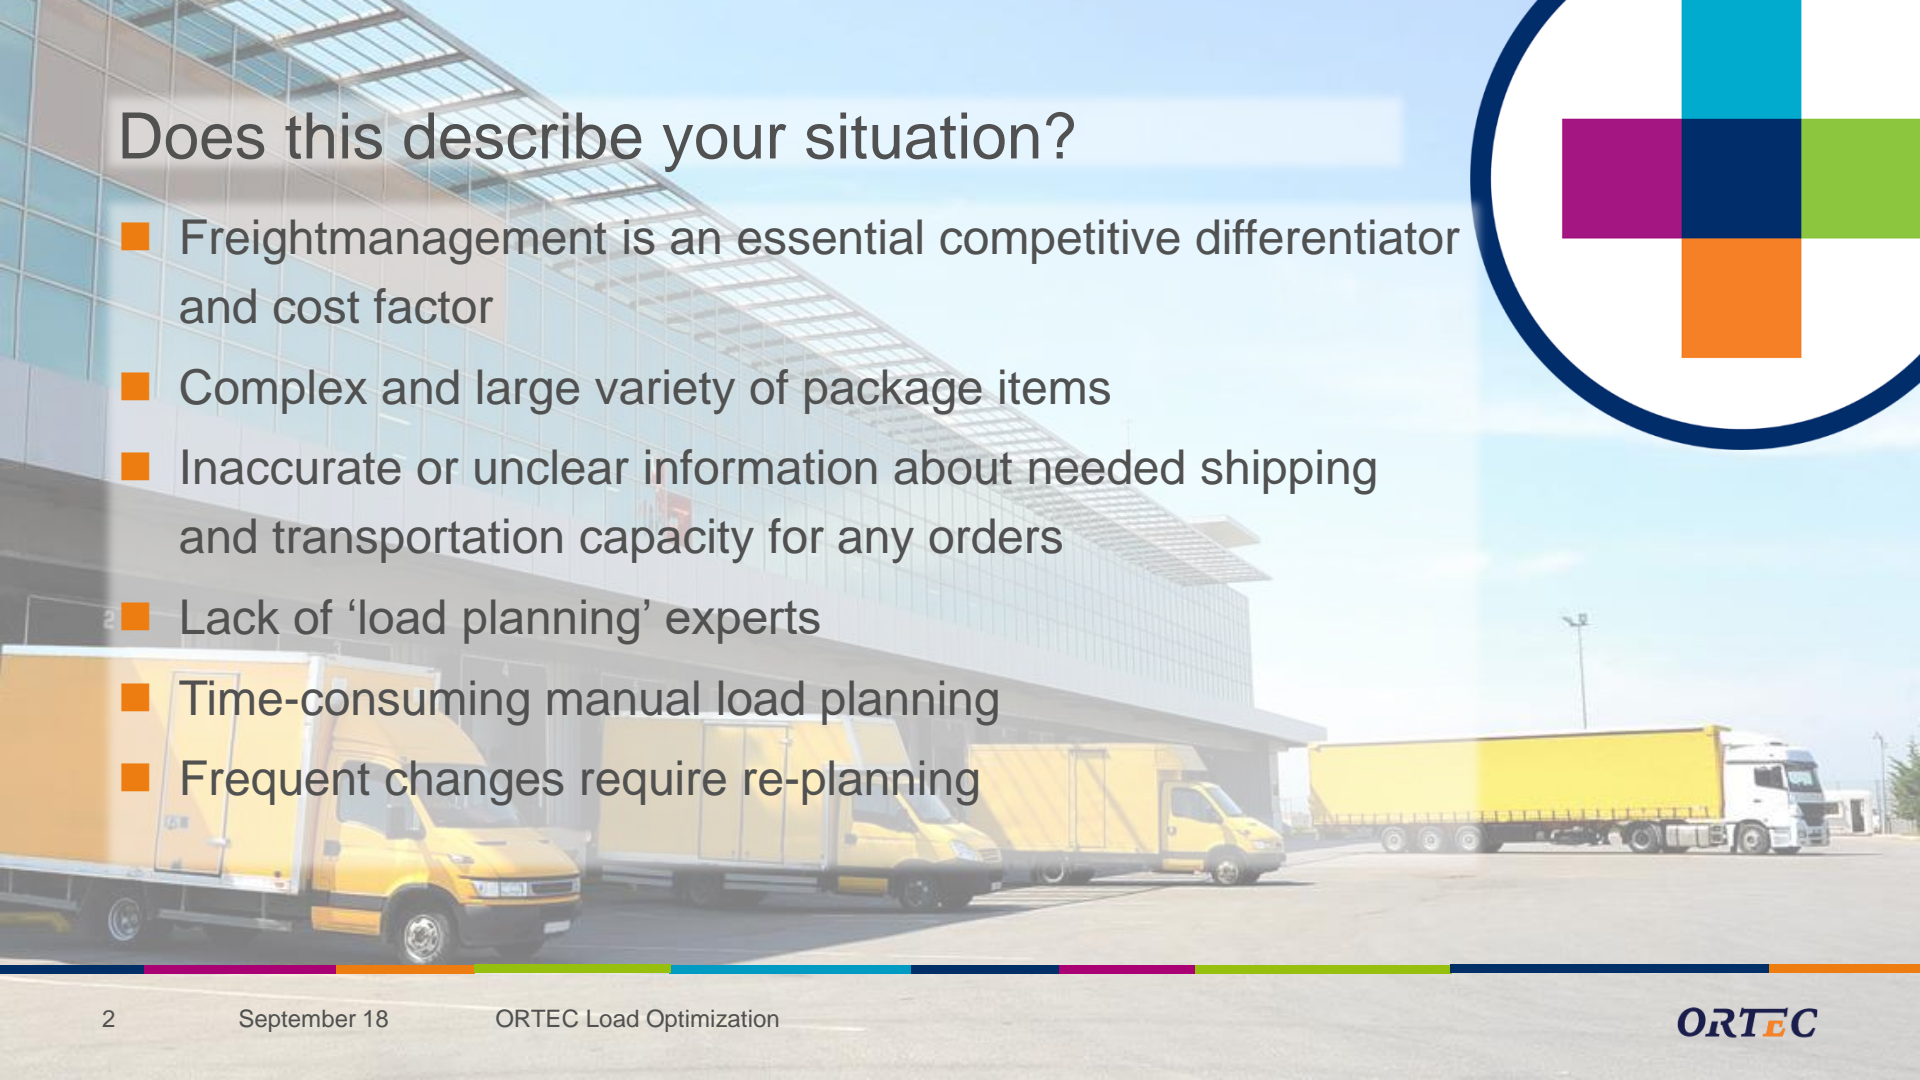 Does this describe your situation?
Freightmanagement is an essential competitive differentiator
and cost factor
Complex and large variety of package items
Inaccurate or unclear information about needed shipping
and transportation capacity for any orders
Lack of ‘load planning’ experts
Time-consuming manual load planning
Frequent changes require re-planning
2 September 18 ORTEC Load Optimization
ORTEC